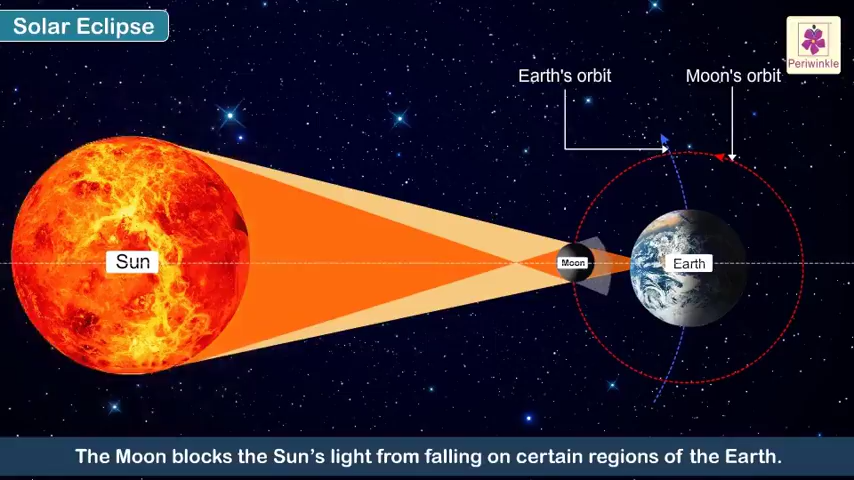 Solar Eclipse
Periwinkle
Earth's orbit
Moon's orbit
Sun
Moon
Earth
The Moon blocks the Sun’s light from falling on certain regions of the Earth.